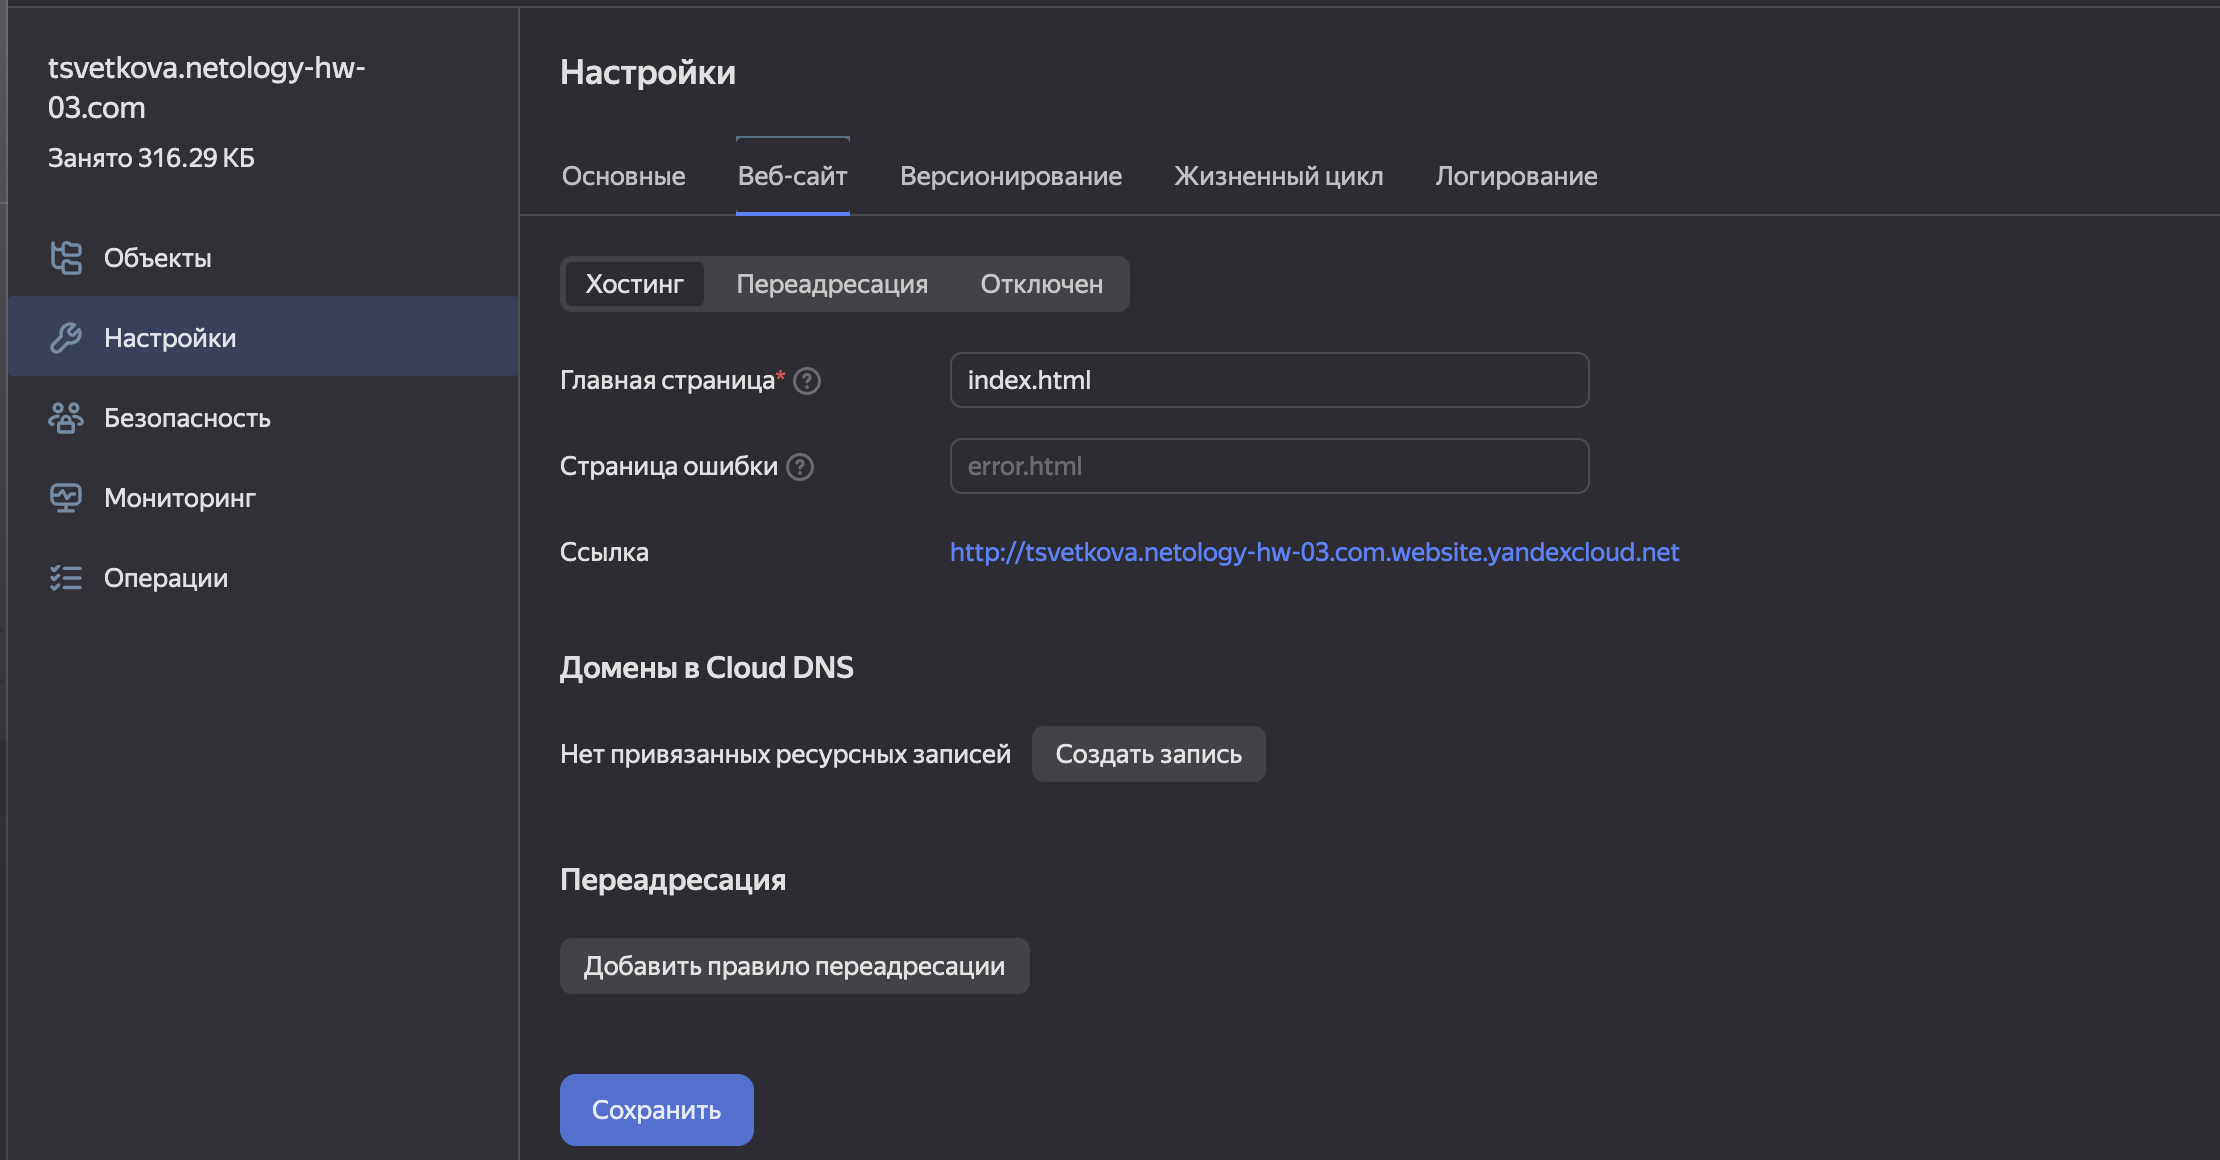 tsvetkova.netology-hw-
03.com
Занято 316.29 КБ
Объекты
Настройки
Безопасность
Мониторинг
Операции
Настройки
Основные Веб-сайт Версионирование Жизненный цикл Логирование
Хостинг Переадресация Отключен
Главная страница* ? index.html
Страница ошибки ? error.html
Ссылка http://tsvetkova.netology-hw-03.com.website.yandexcloud.net
Домены в Cloud DNS
Нет привязанных ресурсных записей Создать запись
Переадресация
Добавить правило переадресации
Сохранить